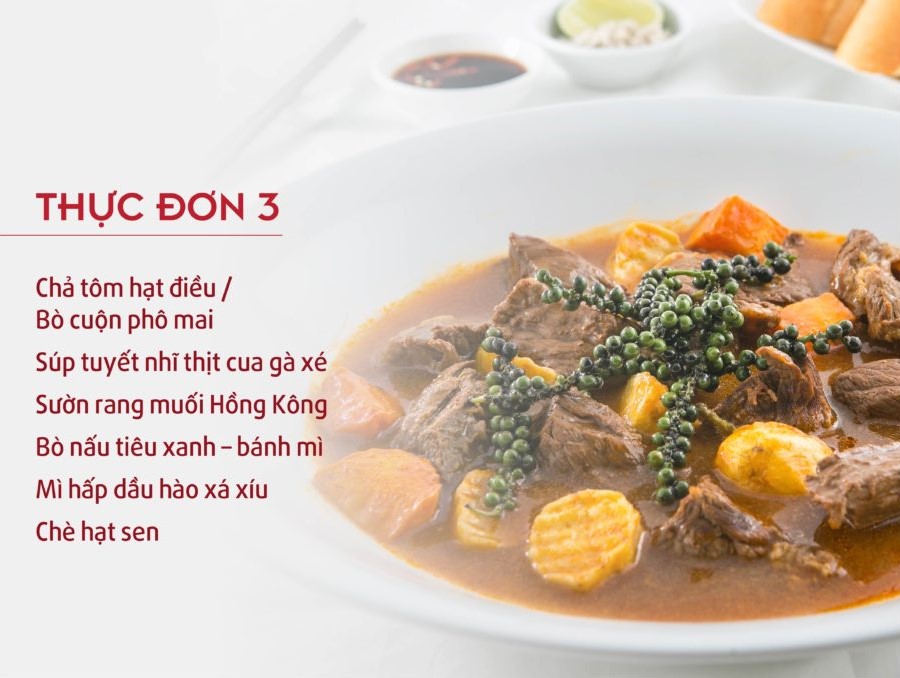 THỰC ĐƠN 3
Chả tôm hạt điều /
Bò cuộn phô mai
Súp tuyết nhĩ thịt cua gà xé
Sườn rang muối Hồng Kông
Bò nấu tiêu xanh – bánh mì
Mì hấp dầu hào xá xíu
Chè hạt sen